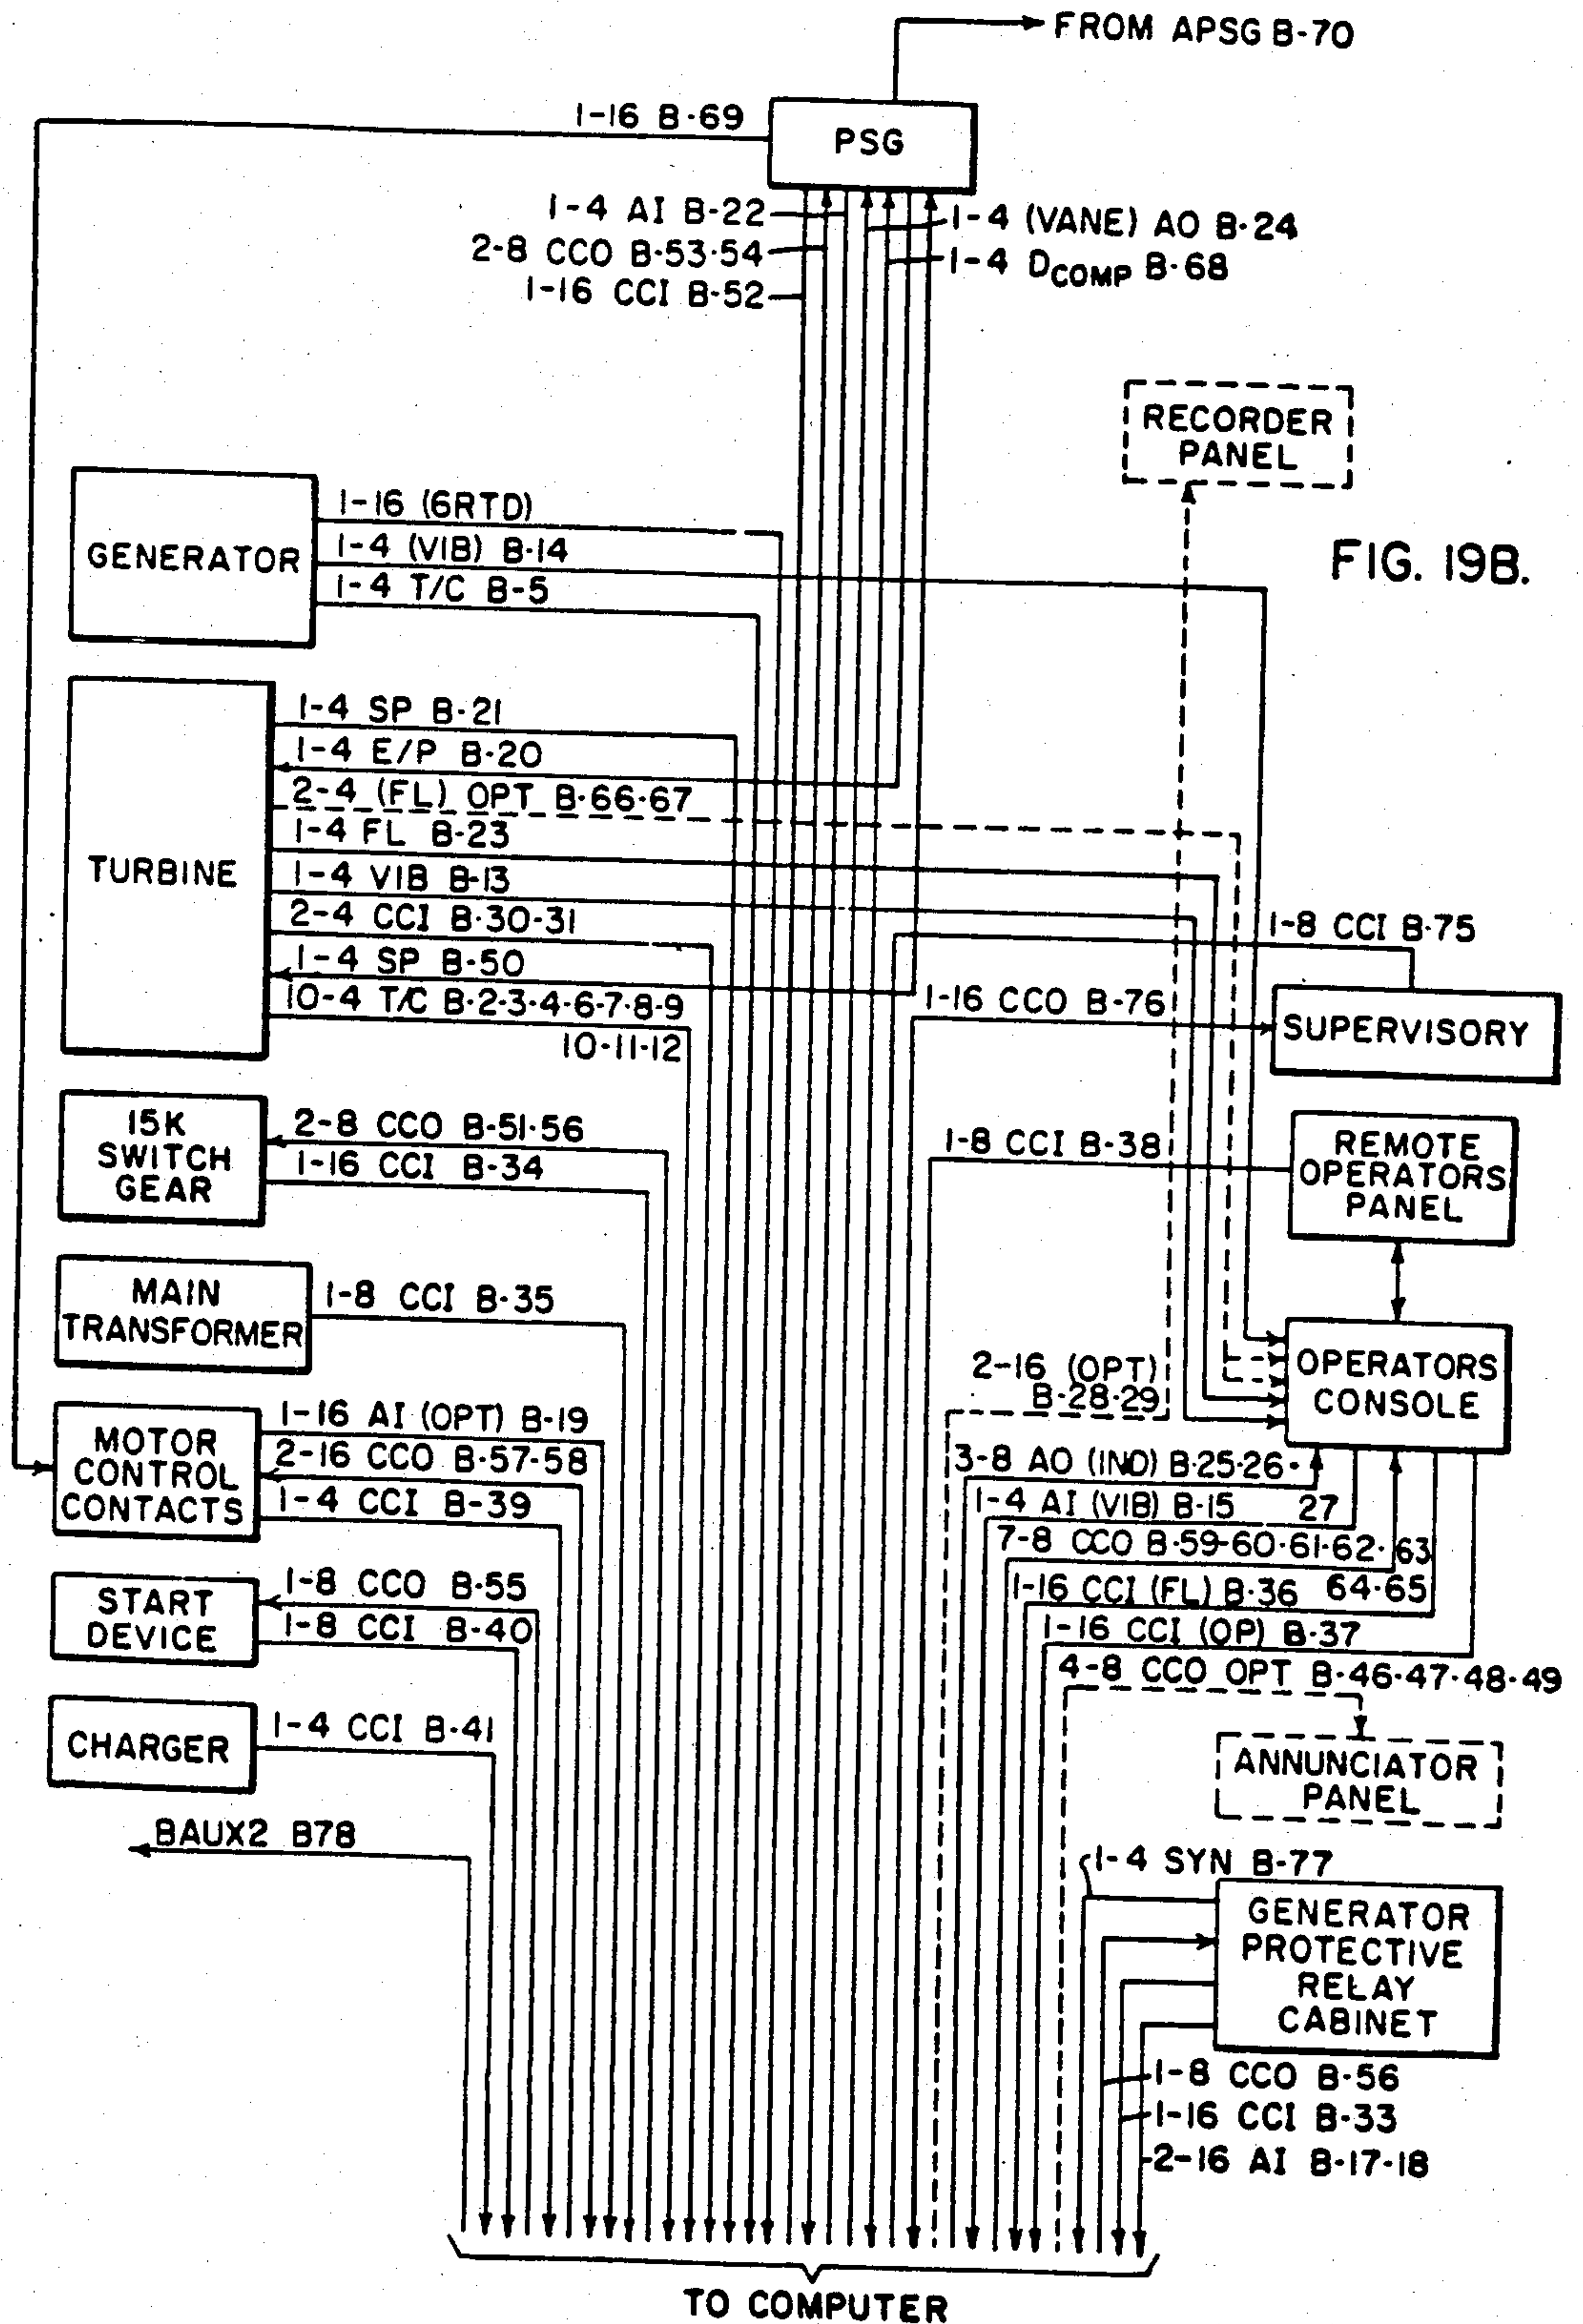 FROM APSG B-70
1-16 B-69
PSG
1-4 AI B-22
2-8 CCO B-53-54
1-16 CCI B-52
1-4 (VANE) AO B-24
1-4 DCOMP B-68
RECORDER
PANEL
FIG. 19B.
GENERATOR
1-16 (6RTD)
1-4 (VIB) B-14
1-4 T/C B-5
TURBINE
1-4 SP B-21
1-4 E/P B-20
2-4 (FL) OPT B-66-67
1-4 FL B-23
1-4 VIB B-13
2-4 CCI B-30-31
1-4 SP B-50
10-4 T/C B-2-3-4-6-7-8-9
10-11-12
1-8 CCI B-75
1-16 CCO B-76
SUPERVISORY
15K
SWITCH
GEAR
2-8 CCO B-51-56
1-16 CCI B-34
1-8 CCI B-38
REMOTE
OPERATORS
PANEL
MAIN
TRANSFORMER
1-8 CCI B-35
OPERATORS
CONSOLE
2-16 (OPT)
B-28-29
MOTOR
CONTROL
CONTACTS
1-16 AI (OPT) B-19
2-16 CCO B-57-58
1-4 CCI B-39
3-8 AO (IND) B-25-26-
27
1-4 AI (VIB) B-15
7-8 CCO B-59-60-61-62-63
64-65
1-16 CCI (FL) B-36
1-16 CCI (OP) B-37
4-8 CCO OPT B-46-47-48-49
START
DEVICE
1-8 CCO B-55
1-8 CCI B-40
CHARGER
1-4 CCI B-41
ANNUNCIATOR
PANEL
BAUX2 B78
1-4 SYN B-77
GENERATOR
PROTECTIVE
RELAY
CABINET
1-8 CCO B-56
1-16 CCI B-33
2-16 AI B-17-18
TO COMPUTER